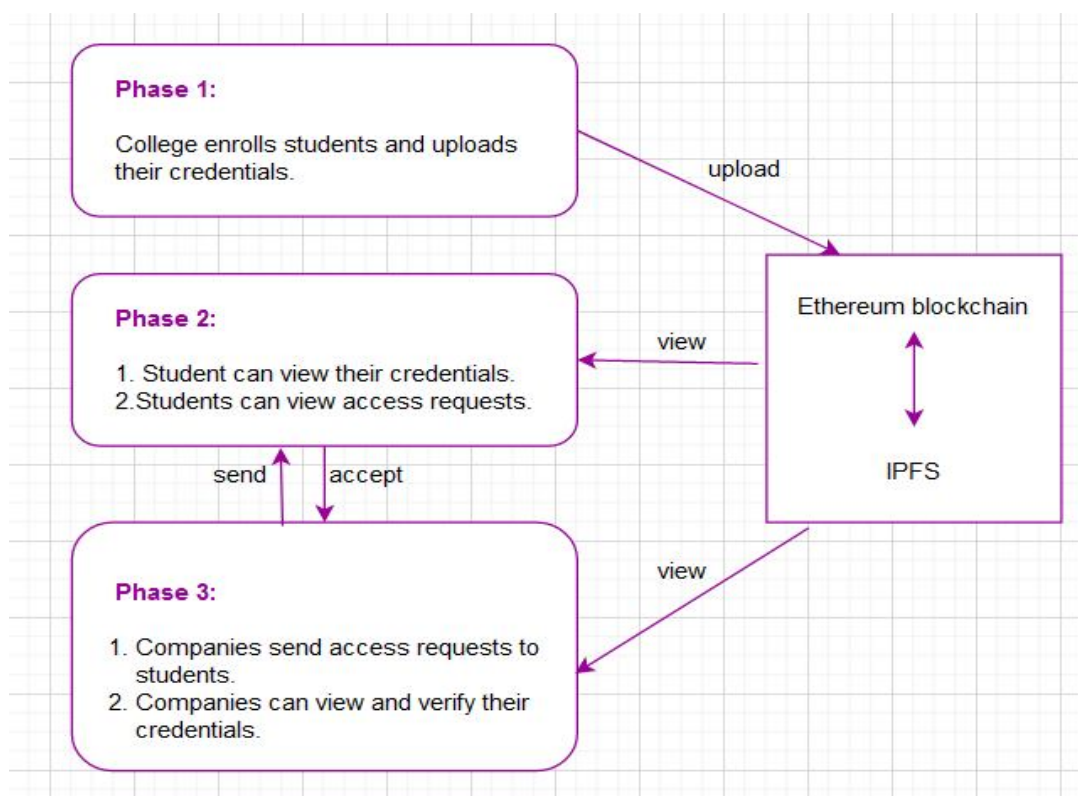 Phase 1:
College enrolls students and uploads
their credentials.
upload
Phase 2:
1. Student can view their credentials.
2.Students can view access requests.
view
Ethereum blockchain
IPFS
send
accept
Phase 3:
1. Companies send access requests to
students.
2. Companies can view and verify their
credentials.
view